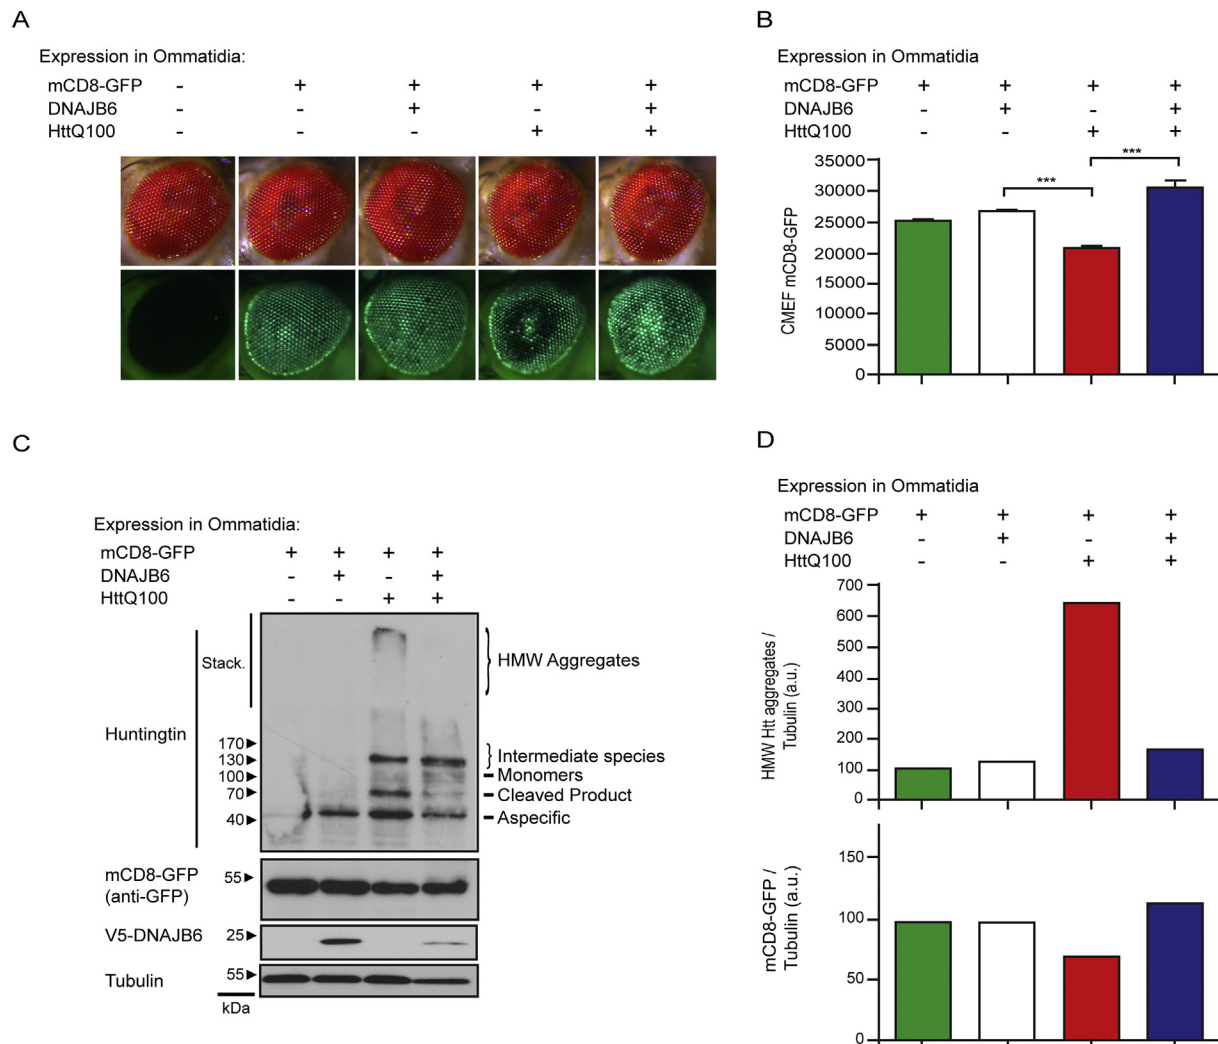 A
Expression in Ommatidia:
mCD8-GFP - + + + +
DNAJB6 - - + - +
HttQ100 - - - + +
B
Expression in Ommatidia
mCD8-GFP + + + +
DNAJB6 - + - +
HttQ100 - - + +
CMEF mCD8-GFP
35000
30000
25000
20000
15000
10000
5000
0
***
***
C
Expression in Ommatidia:
mCD8-GFP + + + +
DNAJB6 - + - +
HttQ100 - - + +
Huntingtin
Stack.
170
130
100
70
40
HMW Aggregates
Intermediate species
Monomers
Cleaved Product
Aspecific
mCD8-GFP
(anti-GFP)
55
V5-DNAJB6
25
Tubulin
55
kDa
D
Expression in Ommatidia
mCD8-GFP + + + +
DNAJB6 - + - +
HttQ100 - - + +
HMW Htt aggregates /
Tubulin (a.u.)
700
600
500
400
300
200
100
0
mCD8-GFP /
Tubulin (a.u.)
150
100
50
0